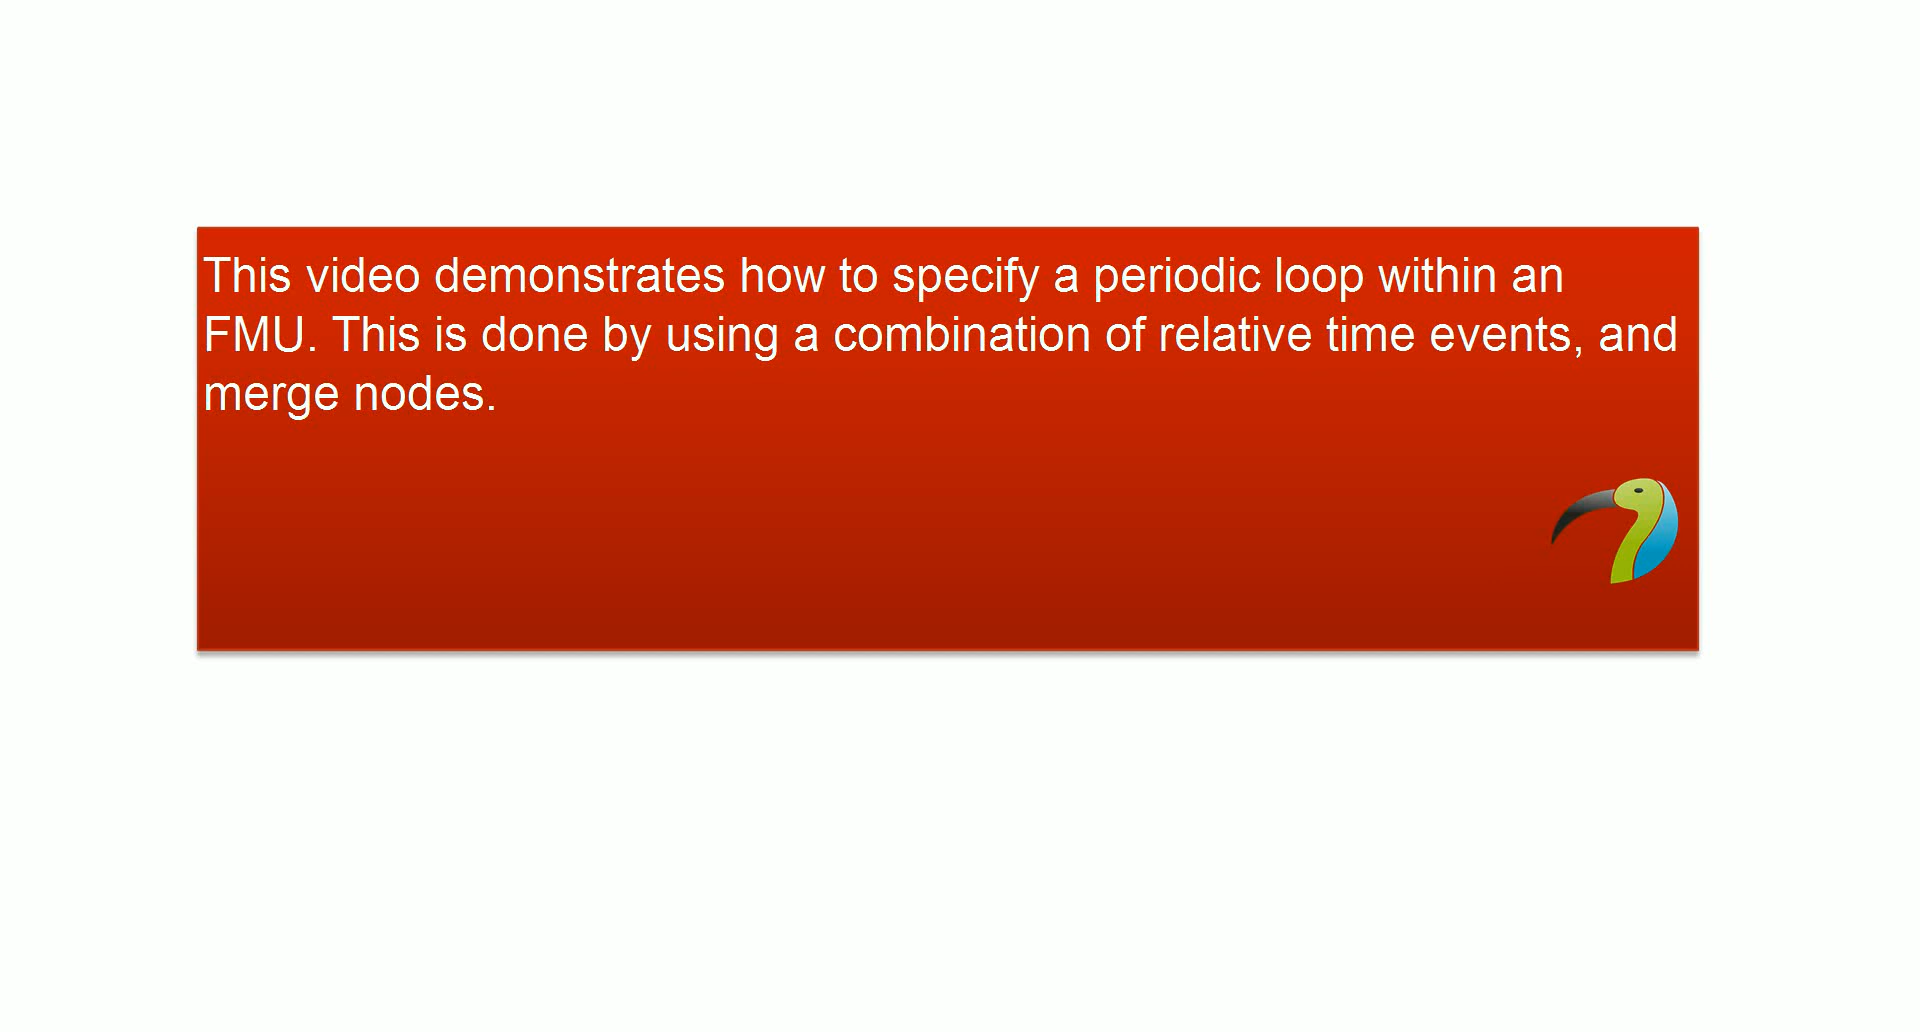 This video demonstrates how to specify a periodic loop within an
FMU. This is done by using a combination of relative time events, and
merge nodes.